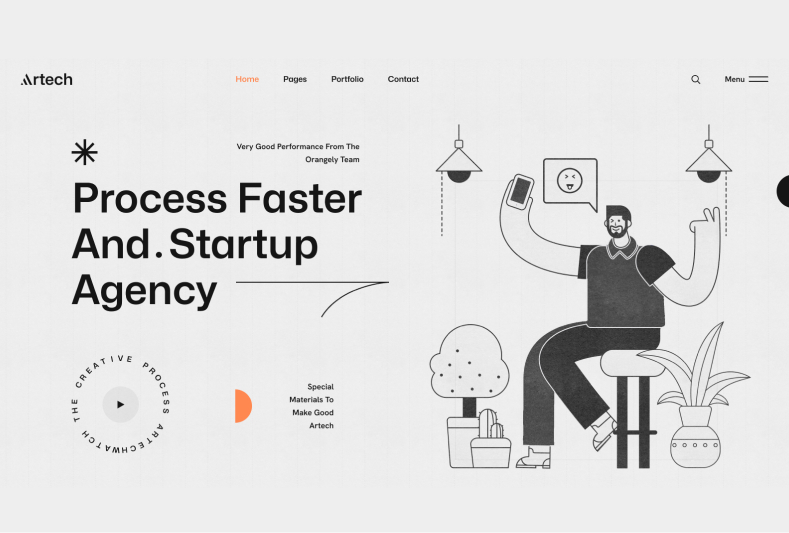 Artech
Home
Pages
Portfolio
Contact
Menu
Very Good Performance From The
Orangely Team
Process Faster
And. Startup
Agency
THE CREATIVE PROCESS ARTECHWATCH
Special
Materials To
Make Good
Artech